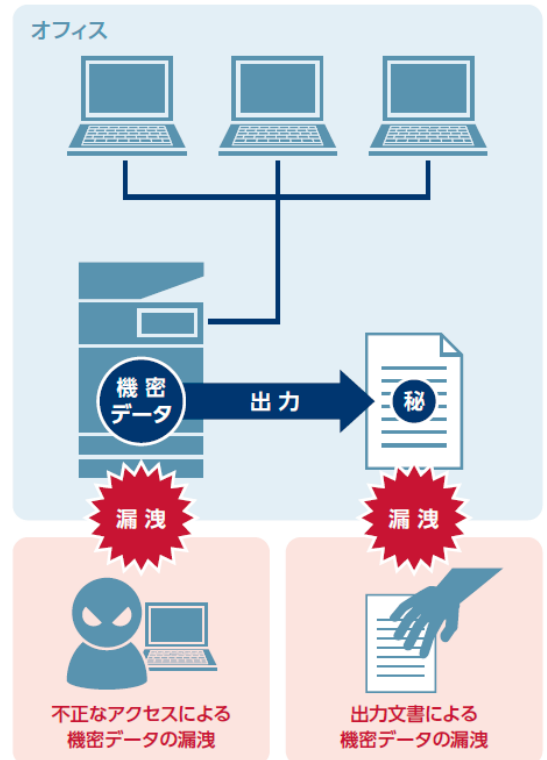 オフィス
機密
データ
出力
秘
漏洩
漏洩
不正なアクセスによる
機密データの漏洩
出力文書による
機密データの漏洩